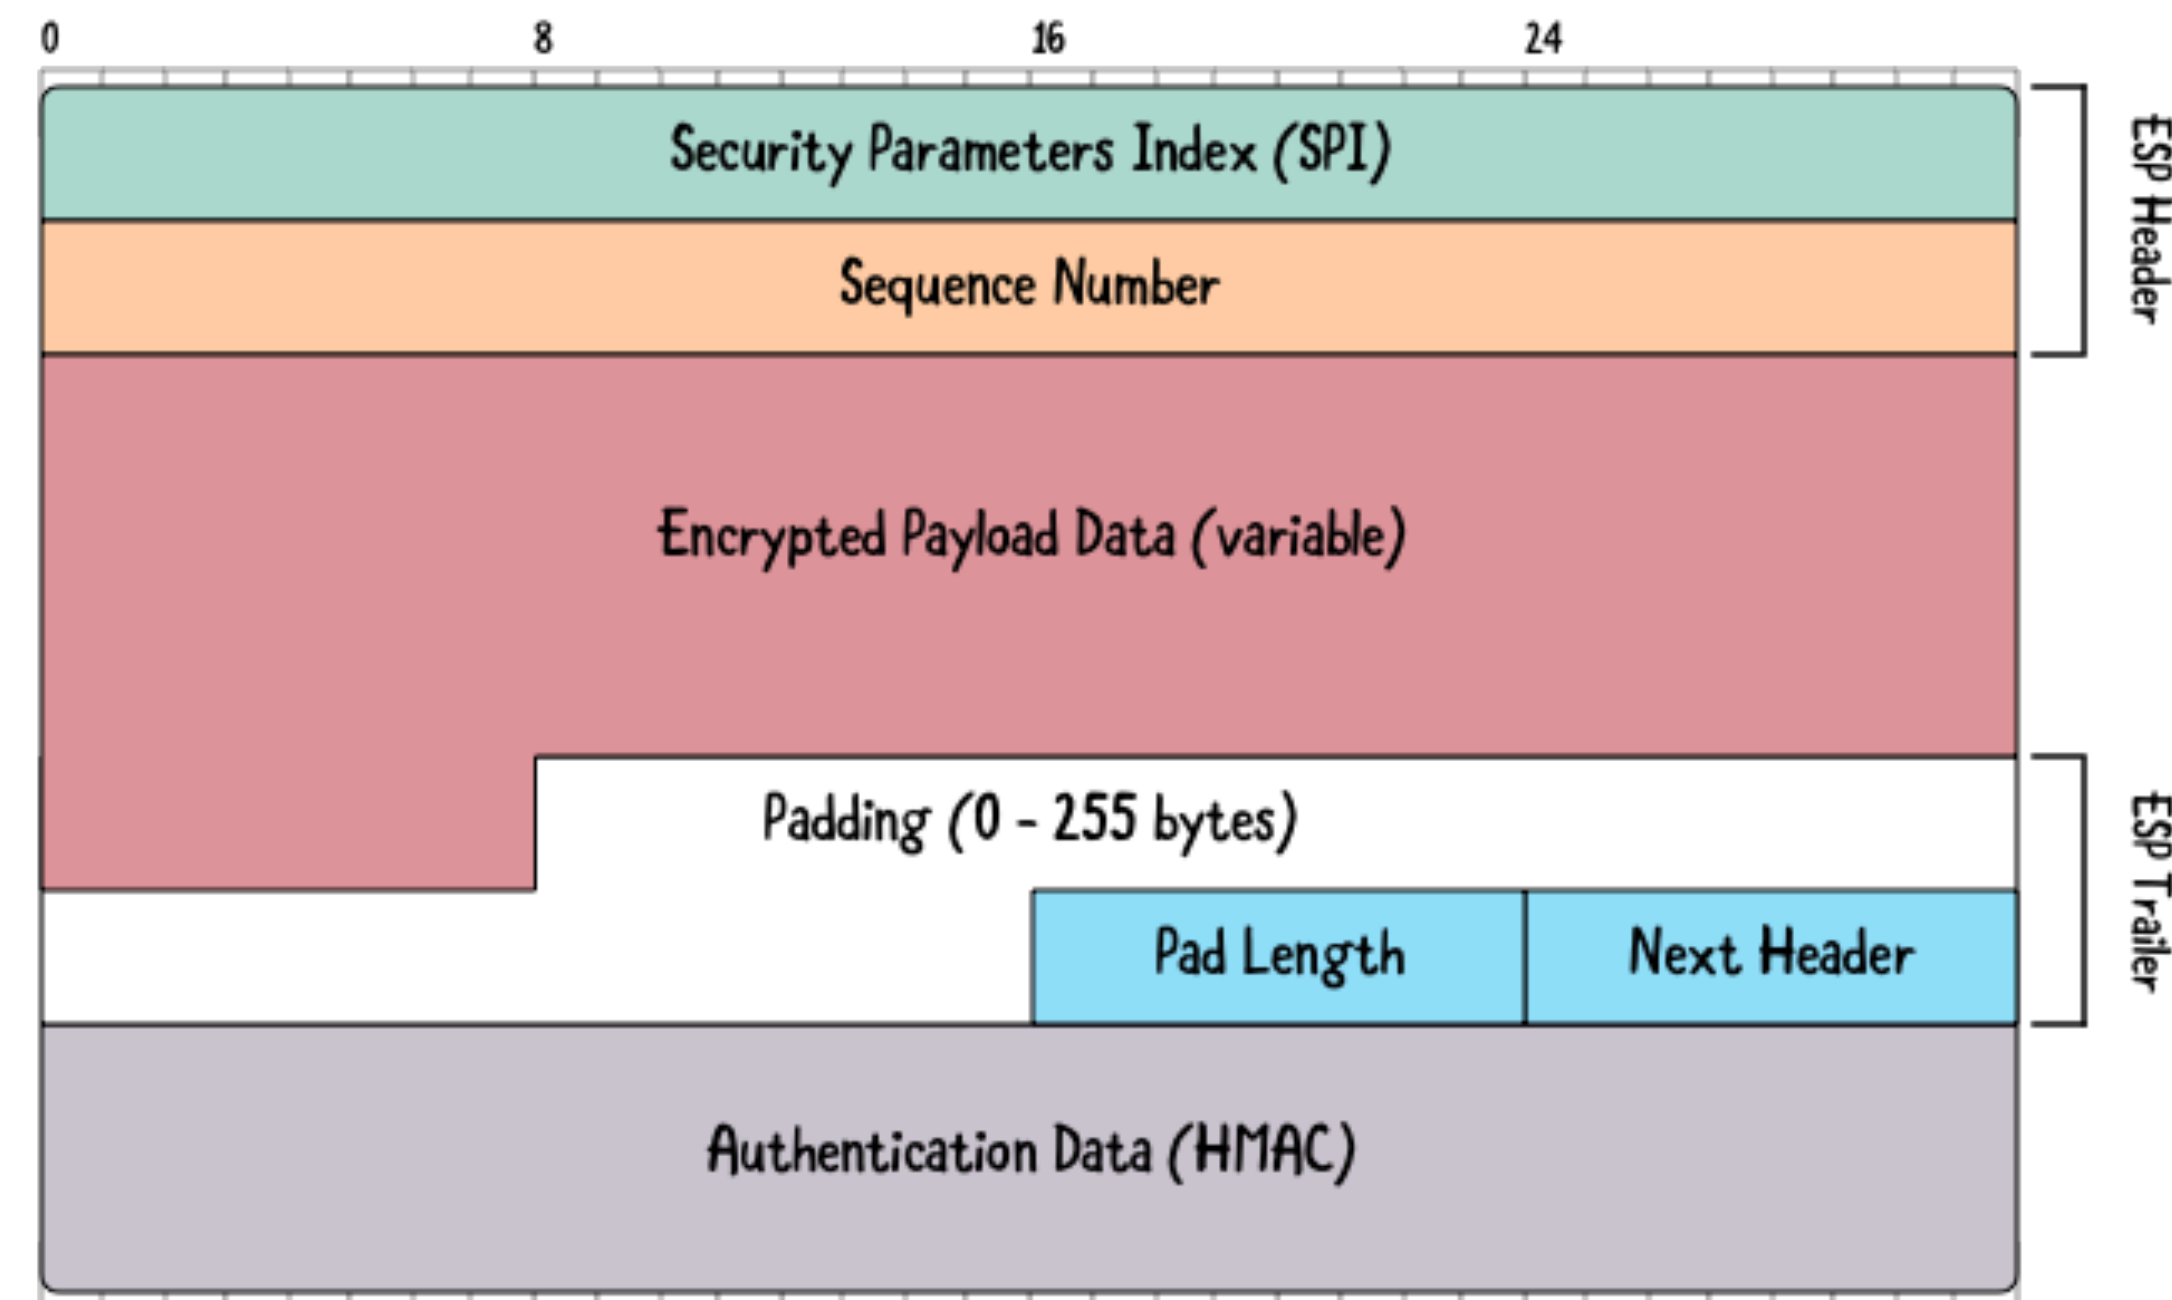 0 8 16 24
Security Parameters Index (SPI)
Sequence Number
ESP Header
Encrypted Payload Data (variable)
Padding (0 - 255 bytes)
Pad Length Next Header
ESP Trailer
Authentication Data (HMAC)